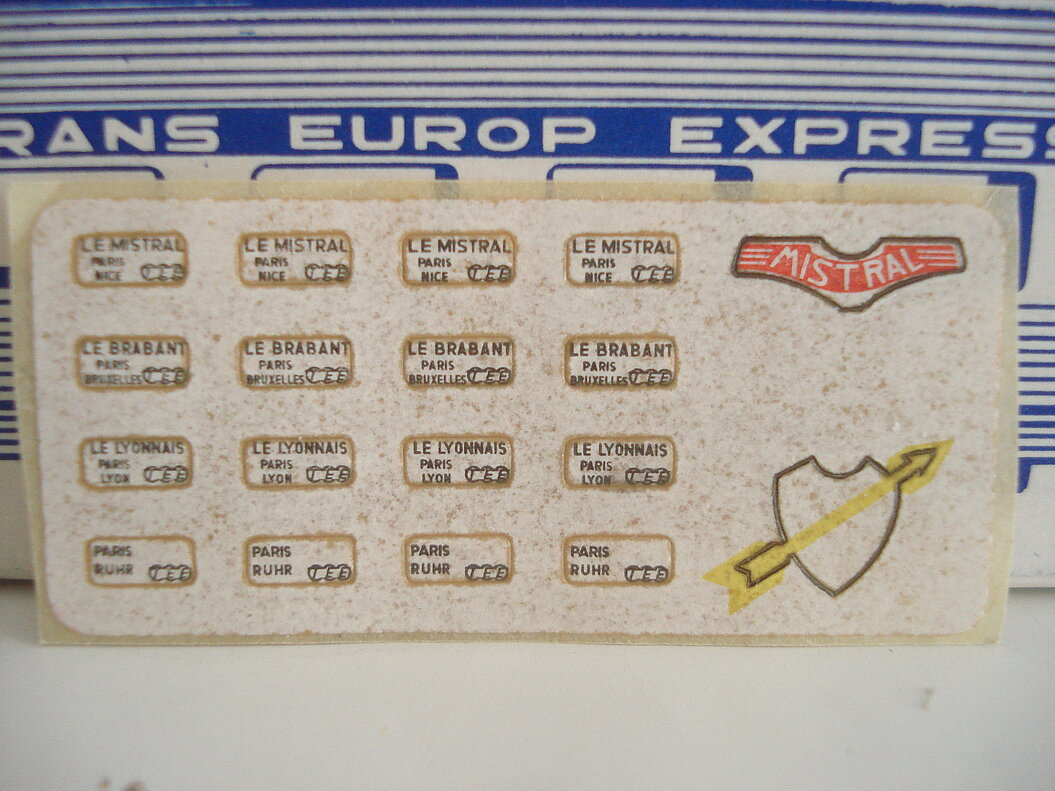 RANS EUROP EXPRESS
LE MISTRAL LE MISTRAL LE MISTRAL LE MISTRAL MISTRAL
PARIS PARIS PARIS PARIS
NICE TEE NICE TEE NICE TEE NICE TEE
LE BRABANT LE BRABANT LE BRABANT LE BRABANT
PARIS PARIS PARIS PARIS
BRUXELLES TEE BRUXELLES TEE BRUXELLES TEE BRUXELLES TEE
LE LYONNAIS LE LYONNAIS LE LYONNAIS LE LYONNAIS
PARIS PARIS PARIS PARIS
LYON TEE LYON TEE LYON TEE LYON TEE
PARIS PARIS PARIS PARIS
RUHR TEE RUHR TEE RUHR TEE RUHR TEE